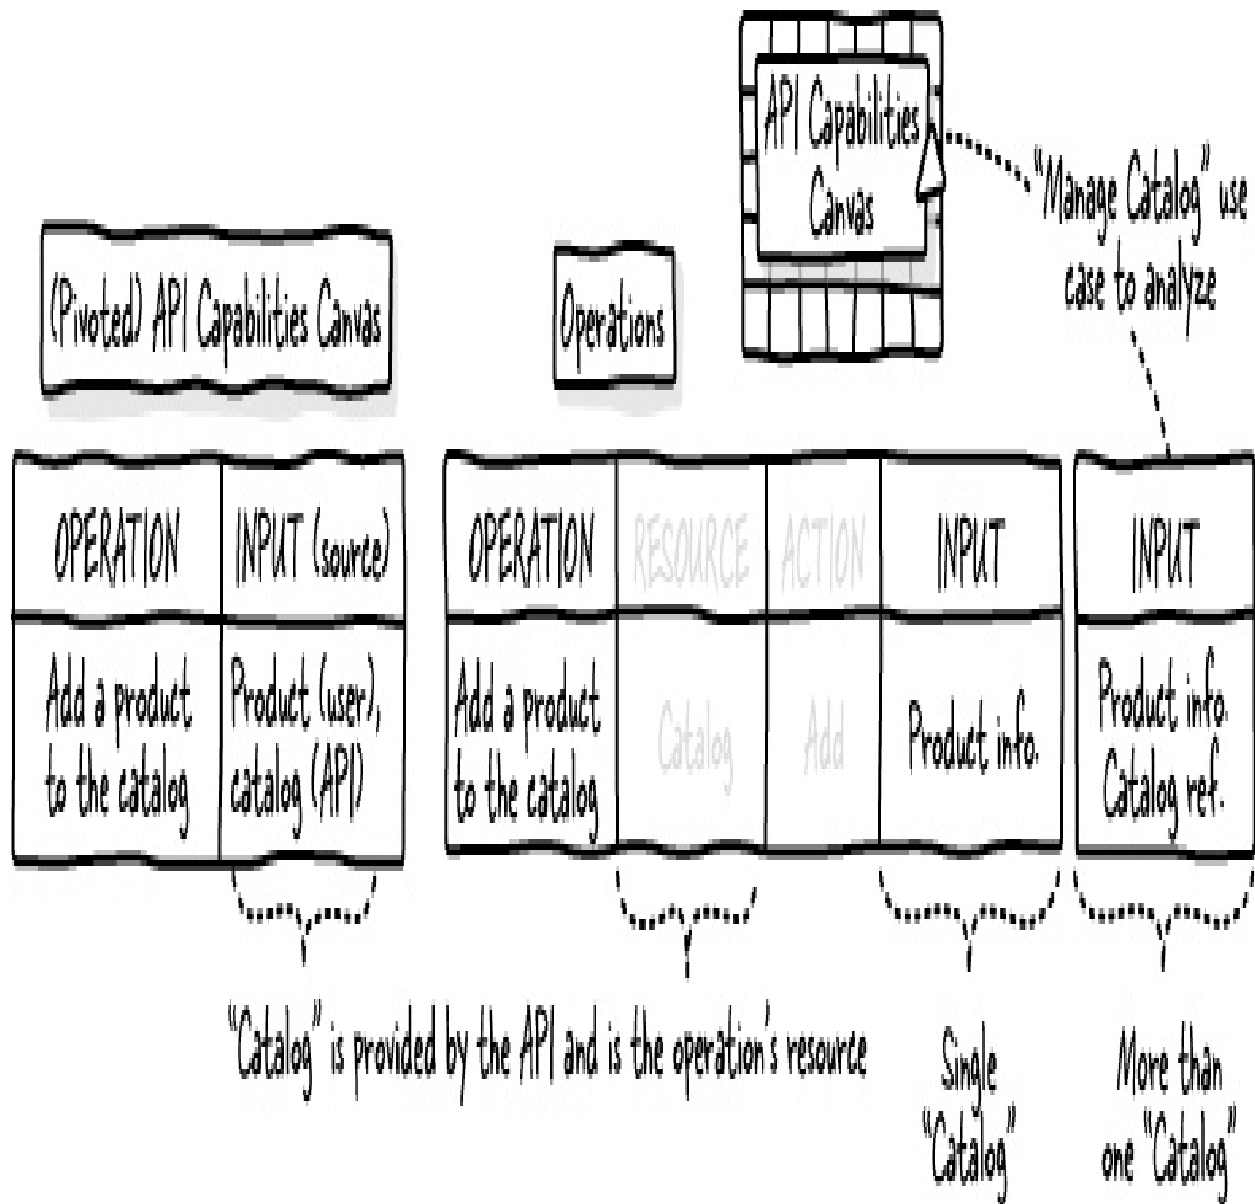 API Capabilities
Canvas
"Manage Catalog" use
case to analyze
(Pivoted) API Capabilities Canvas
Operations
OPERATION
INPUT (source)
Add a product
to the catalog
Product (user),
catalog (API)
OPERATION
RESOURCE
ACTION
INPUT
Add a product
to the catalog
Catalog
Add
Product info.
INPUT
Product info.
Catalog ref.
"Catalog" is provided by the API and is the operation's resource
Single
"Catalog"
More than
one "Catalog"